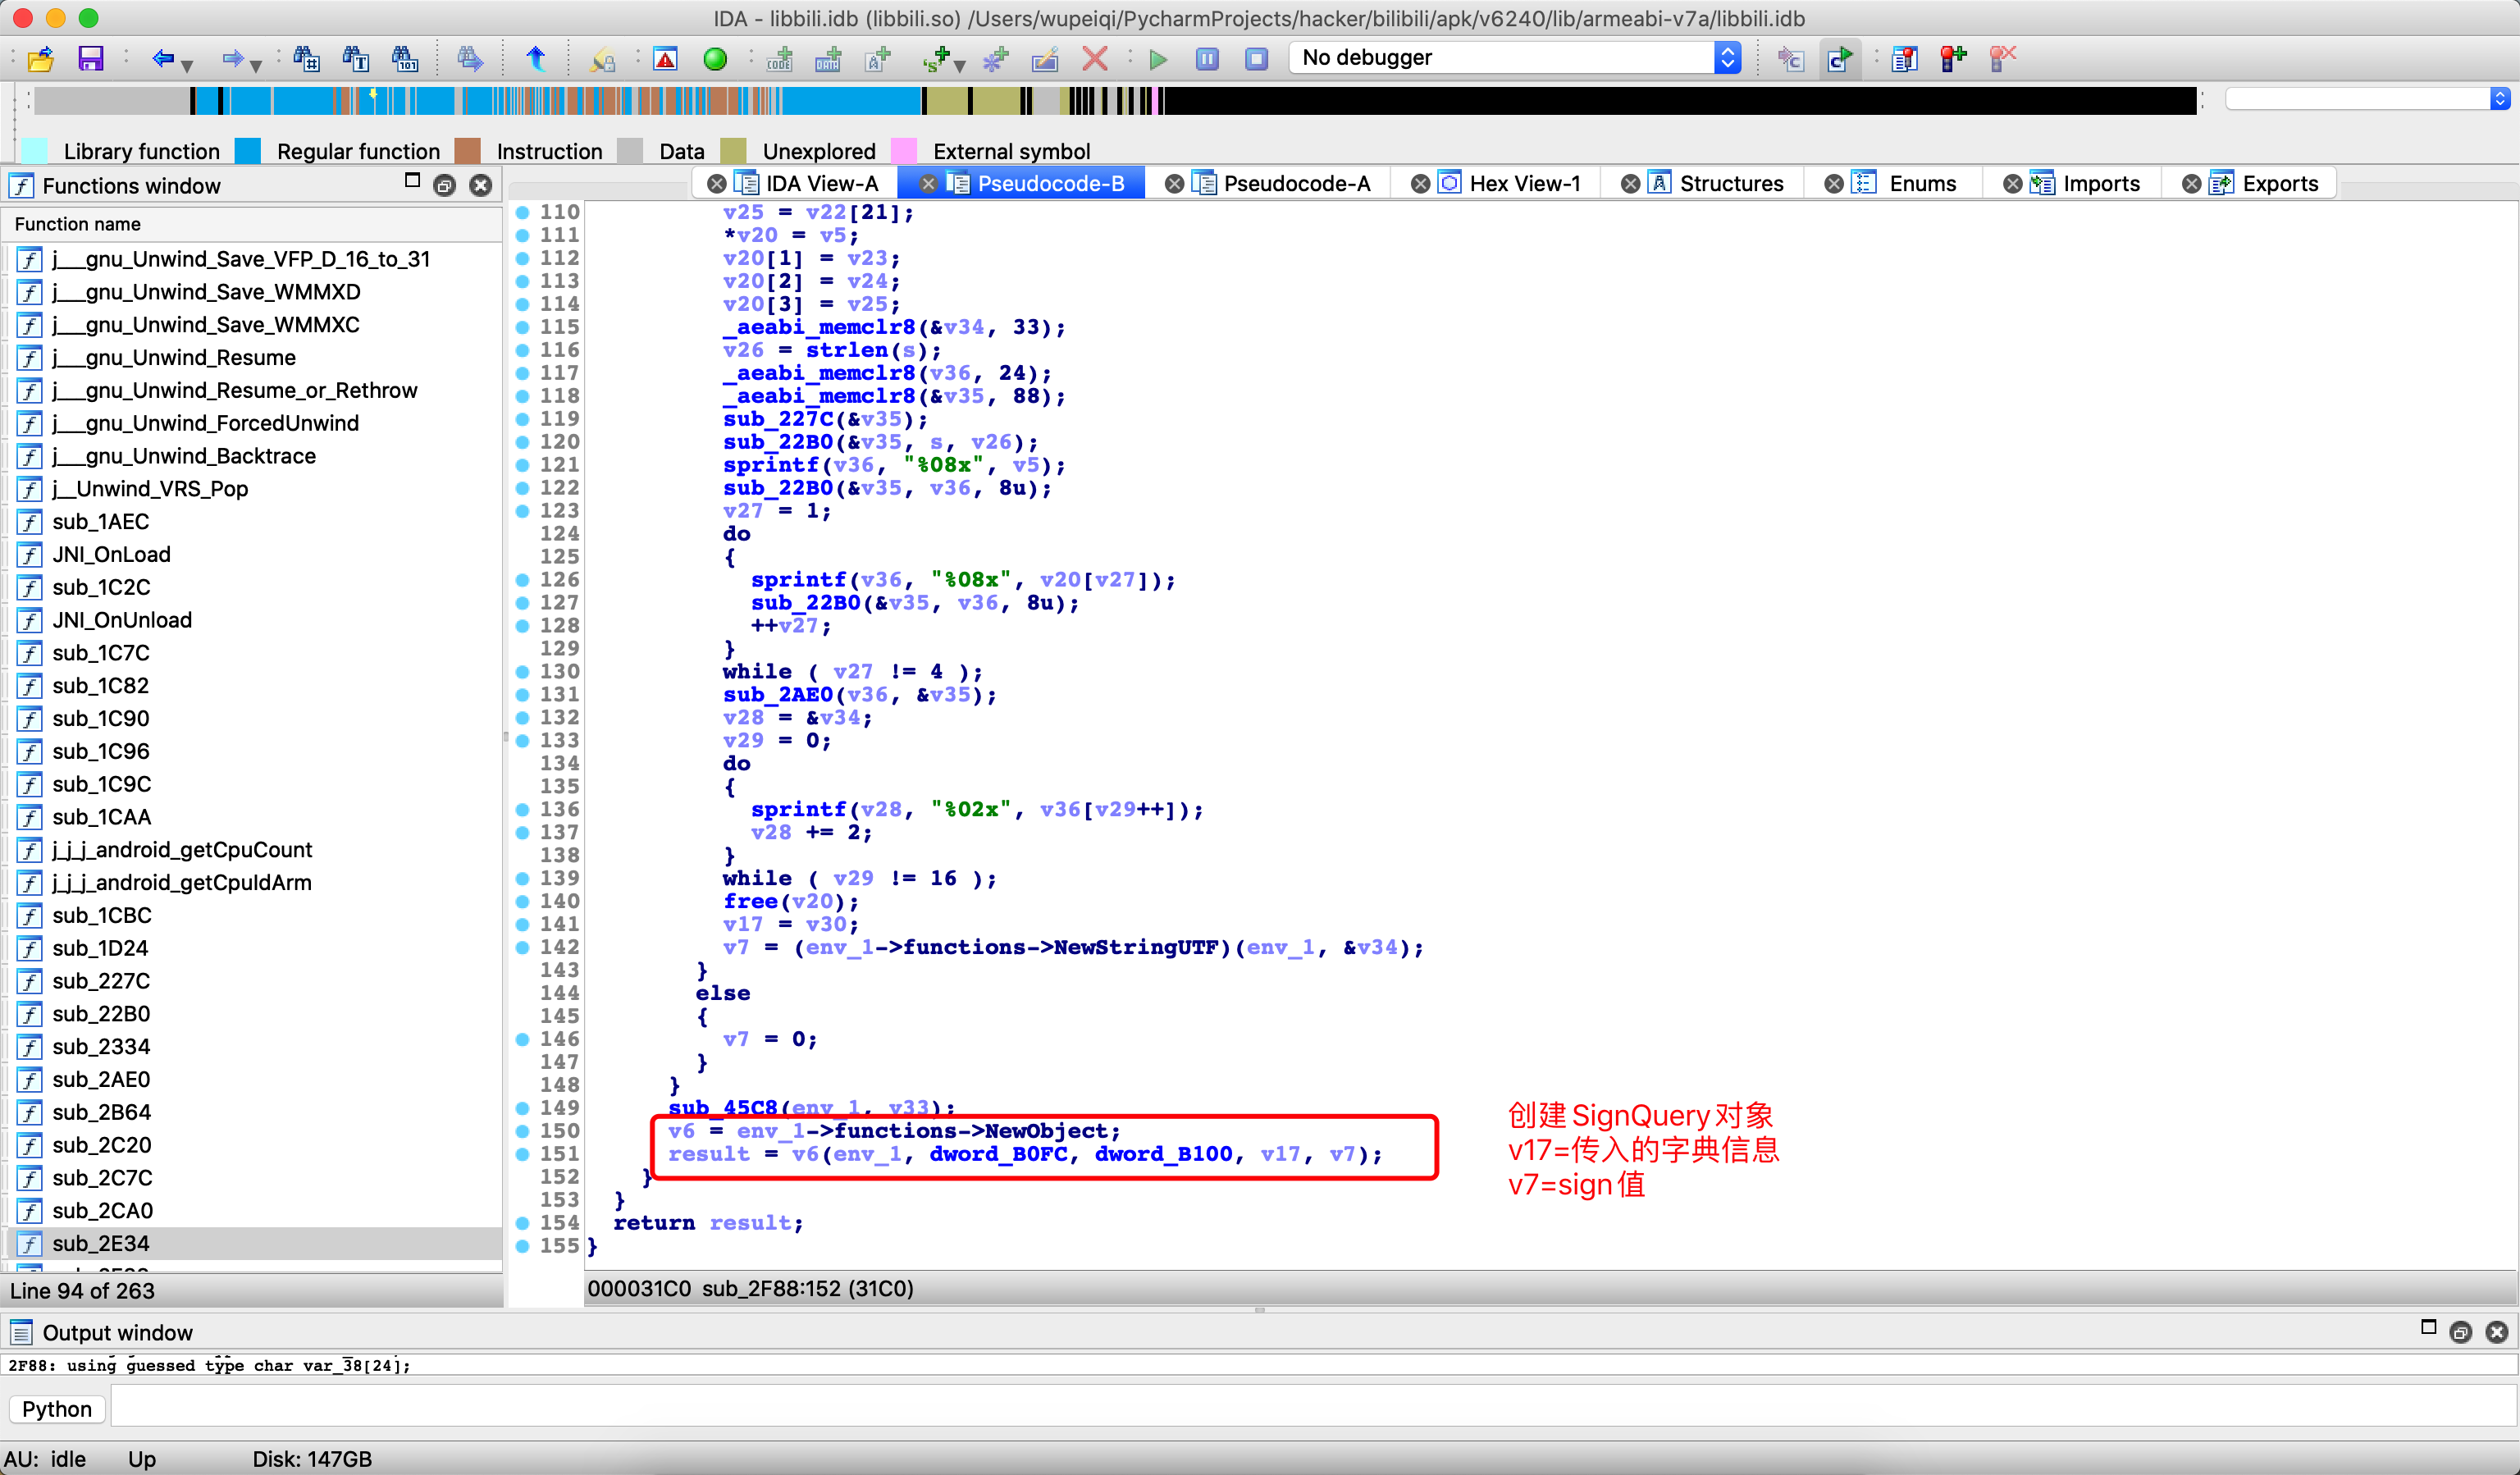 IDA - libbili.idb (libbili.so) /Users/wupeiqi/PycharmProjects/hacker/bilibili/apk/v6240/lib/armeabi-v7a/libbili.idb
No debugger
Library function Regular function Instruction Data Unexplored External symbol
Functions window
IDA View-A Pseudocode-B Pseudocode-A Hex View-1 Structures Enums Imports Exports
Function name
j___gnu_Unwind_Save_VFP_D_16_to_31
j___gnu_Unwind_Save_WMMXD
j___gnu_Unwind_Save_WMMXC
j___gnu_Unwind_Resume
j___gnu_Unwind_Resume_or_Rethrow
j___gnu_Unwind_ForcedUnwind
j___gnu_Unwind_Backtrace
j__Unwind_VRS_Pop
sub_1AEC
JNI_OnLoad
sub_1C2C
JNI_OnUnload
sub_1C7C
sub_1C82
sub_1C90
sub_1C96
sub_1C9C
sub_1CAA
j_j_j_android_getCpuCount
j_j_j_android_getCpuIdArm
sub_1CBC
sub_1D24
sub_227C
sub_22B0
sub_2334
sub_2AE0
sub_2B64
sub_2C20
sub_2C7C
sub_2CA0
sub_2E34
Line 94 of 263
110 v25 = v22[21];
111 *v20 = v5;
112 v20[1] = v23;
113 v20[2] = v24;
114 v20[3] = v25;
115 _aeabi_memclr8(&v34, 33);
116 v26 = strlen(s);
117 _aeabi_memclr8(v36, 24);
118 _aeabi_memclr8(&v35, 88);
119 sub_227C(&v35);
120 sub_22B0(&v35, s, v26);
121 sprintf(v36, "%08x", v5);
122 sub_22B0(&v35, v36, 8u);
123 v27 = 1;
124 do
125 {
126 sprintf(v36, "%08x", v20[v27]);
127 sub_22B0(&v35, v36, 8u);
128 ++v27;
129 }
130 while ( v27 != 4 );
131 sub_2AE0(v36, &v35);
132 v28 = &v34;
133 v29 = 0;
134 do
135 {
136 sprintf(v28, "%02x", v36[v29++]);
137 v28 += 2;
138 }
139 while ( v29 != 16 );
140 free(v20);
141 v17 = v30;
142 v7 = (env_1->functions->NewStringUTF)(env_1, &v34);
143 }
144 else
145 {
146 v7 = 0;
147 }
148 }
149 sub_45C8(env_1, v33);
150 v6 = env_1->functions->NewObject;
151 result = v6(env_1, dword_B0FC, dword_B100, v17, v7);
152 }
153 }
154 return result;
155 }
创建SignQuery对象
v17=传入的字典信息
v7=sign值
000031C0 sub_2F88:152 (31C0)
Output window
2F88: using guessed type char var_38[24];
Python
AU: idle Up Disk: 147GB